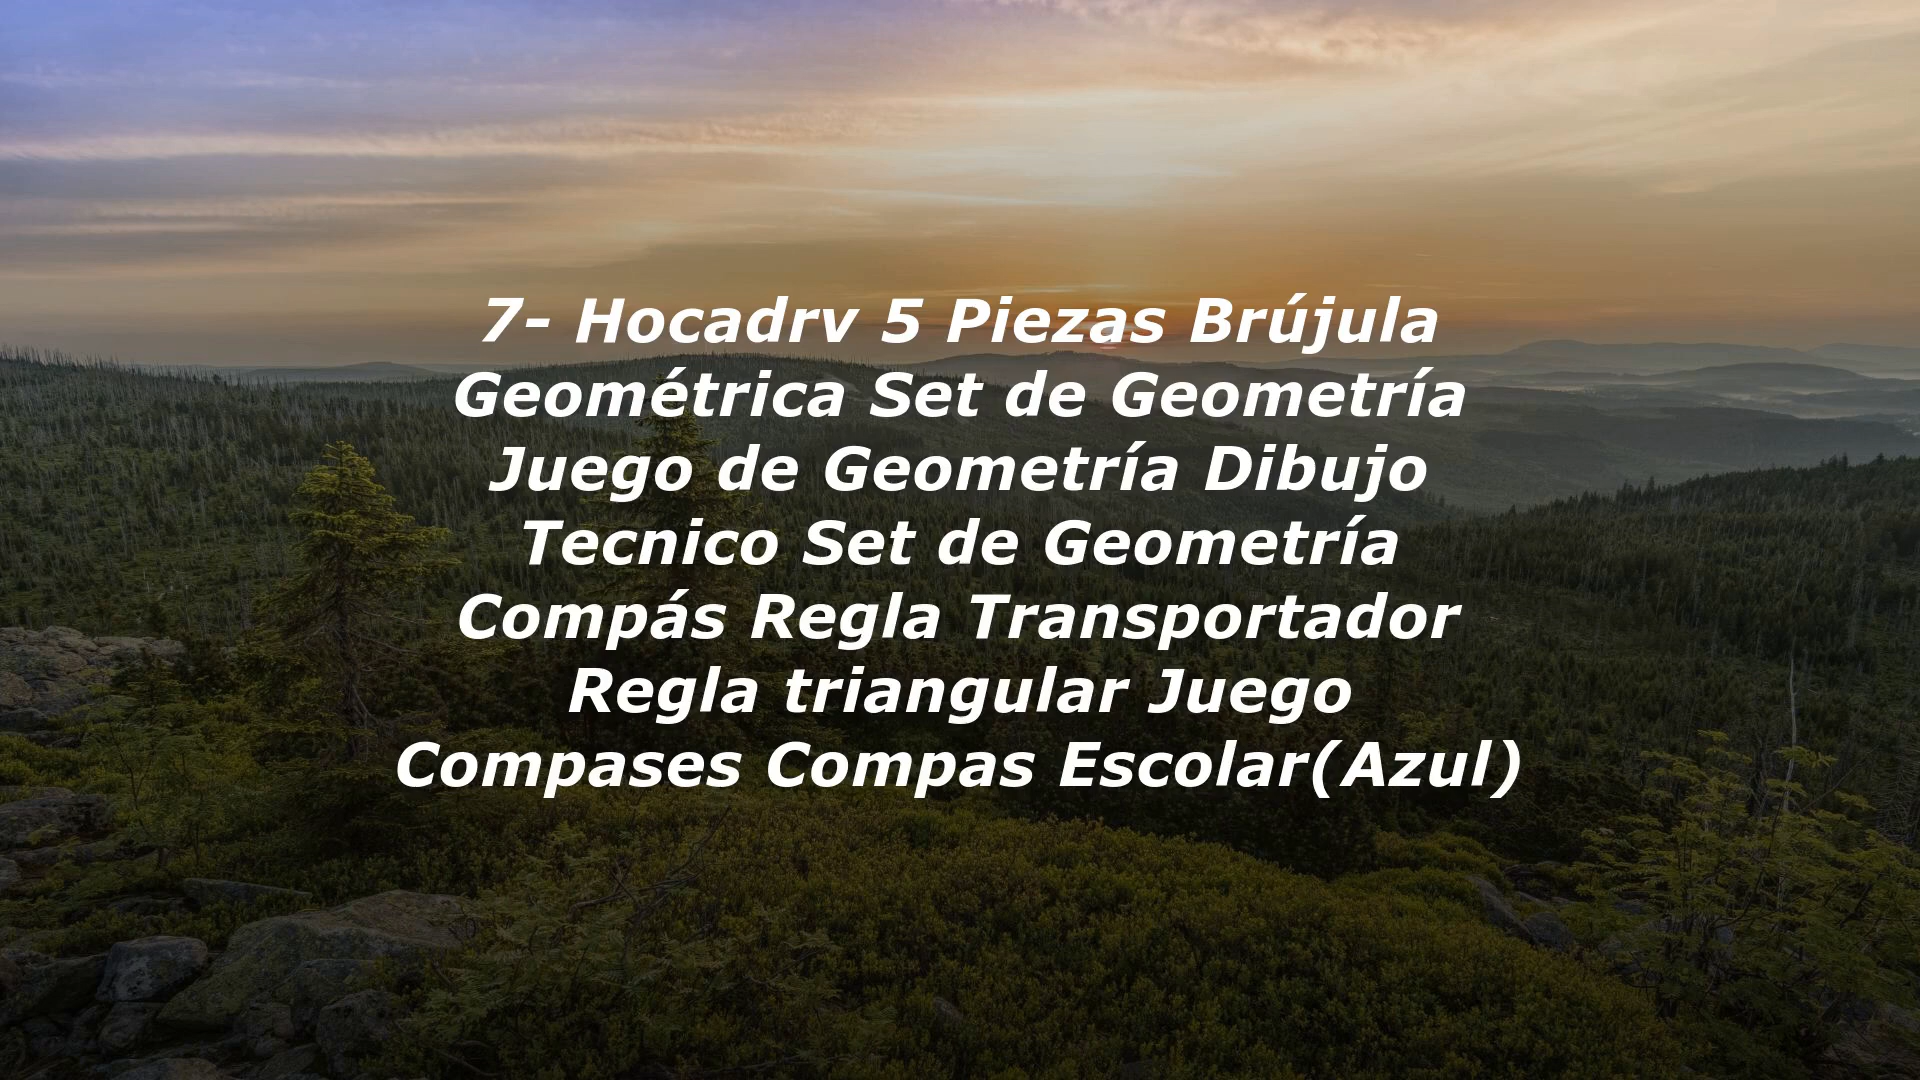 7- Hocadrv 5 Piezas Brújula
Geométrica Set de Geometría
Juego de Geometría Dibujo
Tecnico Set de Geometría
Compás Regla Transportador
Regla triangular Juego
Compases Compas Escolar(Azul)